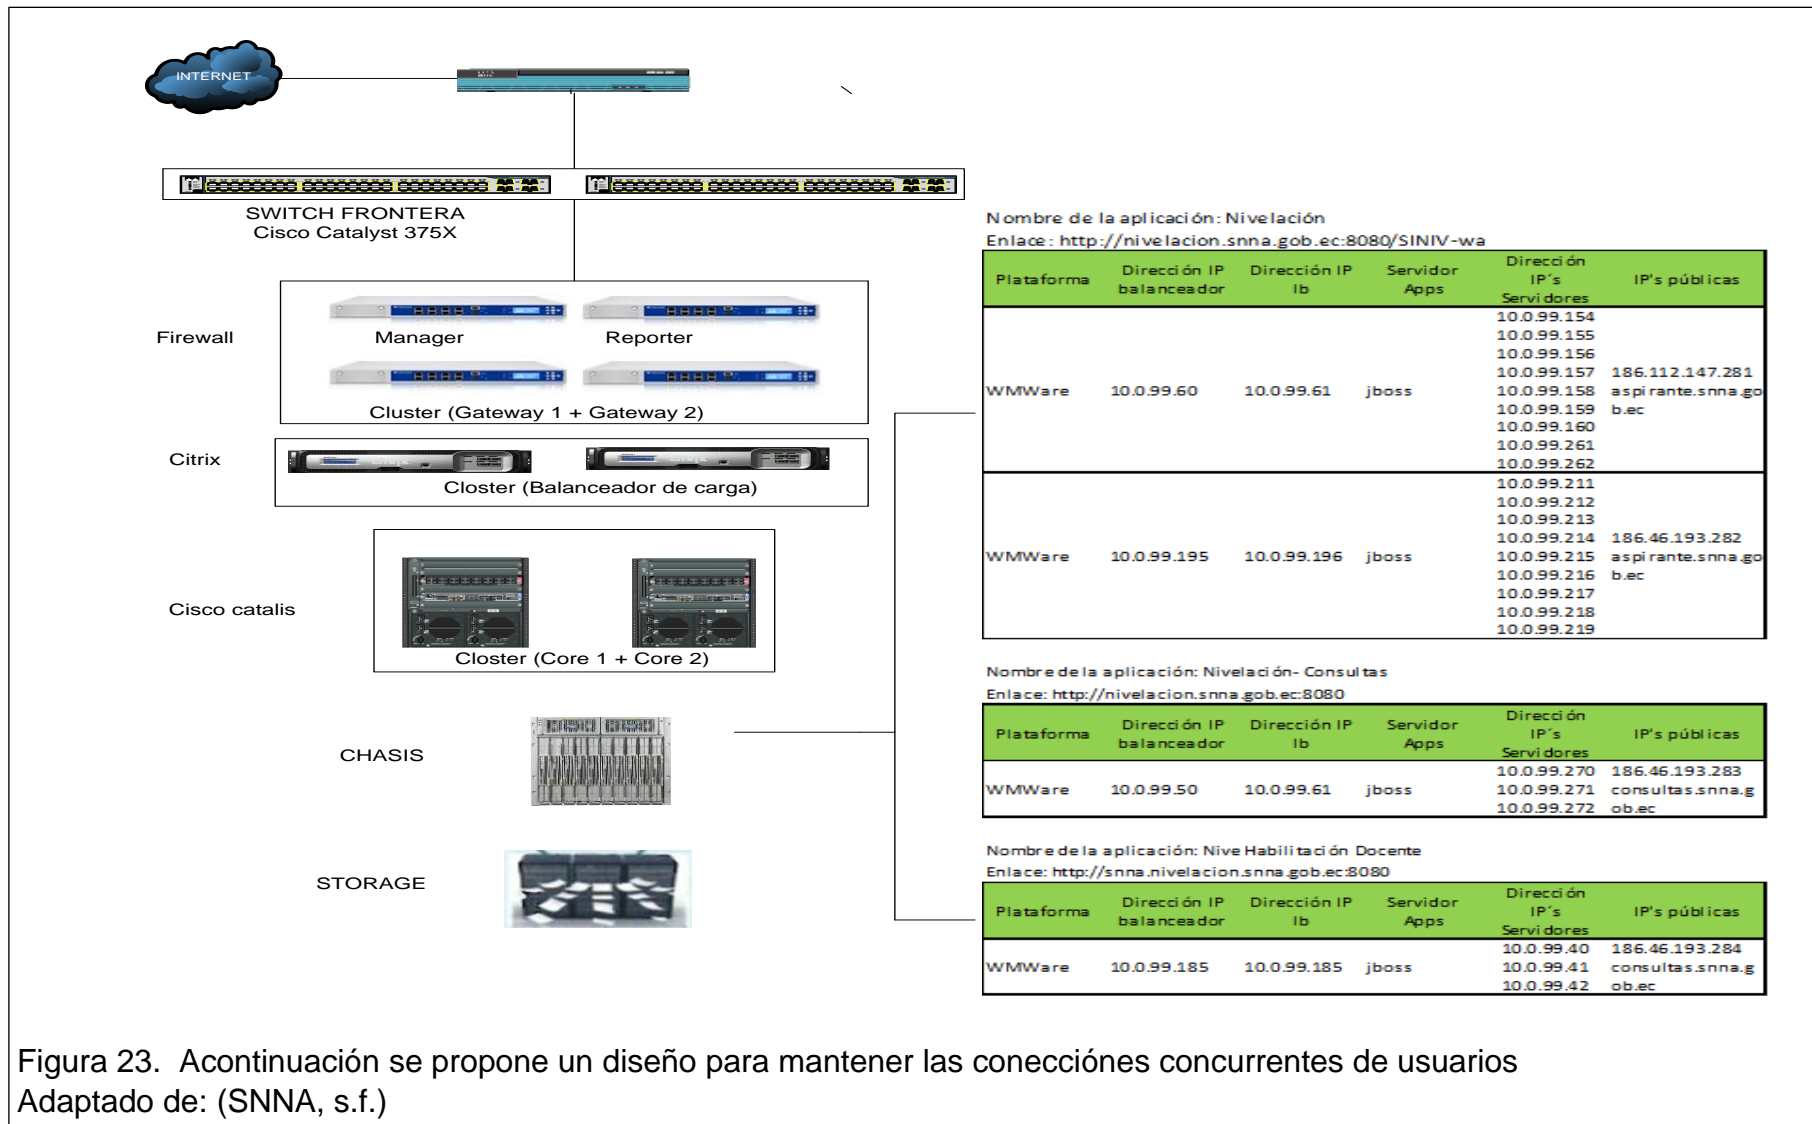 INTERNET
SWITCH FRONTERA
Cisco Catalyst 375X
Firewall
Manager
Reporter
Cluster (Gateway 1 + Gateway 2)
Citrix
Closter (Balanceador de carga)
Cisco catalis
Closter (Core 1 + Core 2)
CHASIS
STORAGE
Nombre de la aplicación: Nivelación
Enlace: http://nivelacion.snna.gob.ec:8080/SINIV-wa
Plataforma
Dirección IP
balanceador
Dirección IP
lb
Servidor
Apps
Dirección
IP´s
Servidores
IP's públicas
WMWare
10.0.99.60
10.0.99.61
jboss
10.0.99.154
10.0.99.155
10.0.99.156
10.0.99.157
10.0.99.158
10.0.99.159
10.0.99.160
10.0.99.261
10.0.99.262
186.112.147.281
aspirante.snna.go
b.ec
WMWare
10.0.99.195
10.0.99.196
jboss
10.0.99.211
10.0.99.212
10.0.99.213
10.0.99.214
10.0.99.215
10.0.99.216
10.0.99.217
10.0.99.218
10.0.99.219
186.46.193.282
aspirante.snna.go
b.ec
Nombre de la aplicación: Nivelación- Consultas
Enlace: http://nivelacion.snna.gob.ec:8080
Plataforma
Dirección IP
balanceador
Dirección IP
lb
Servidor
Apps
Dirección
IP´s
Servidores
IP's públicas
WMWare
10.0.99.50
10.0.99.61
jboss
10.0.99.270
10.0.99.271
10.0.99.272
186.46.193.283
consultas.snna.g
ob.ec
Nombre de la aplicación: Nive Habilitación Docente
Enlace: http://snna.nivelacion.snna.gob.ec:8080
Plataforma
Dirección IP
balanceador
Dirección IP
lb
Servidor
Apps
Dirección
IP´s
Servidores
IP's públicas
WMWare
10.0.99.185
10.0.99.185
jboss
10.0.99.40
10.0.99.41
10.0.99.42
186.46.193.284
consultas.snna.g
ob.ec
Figura 23. Acontinuación se propone un diseño para mantener las conecciónes concurrentes de usuarios
Adaptado de: (SNNA, s.f.)